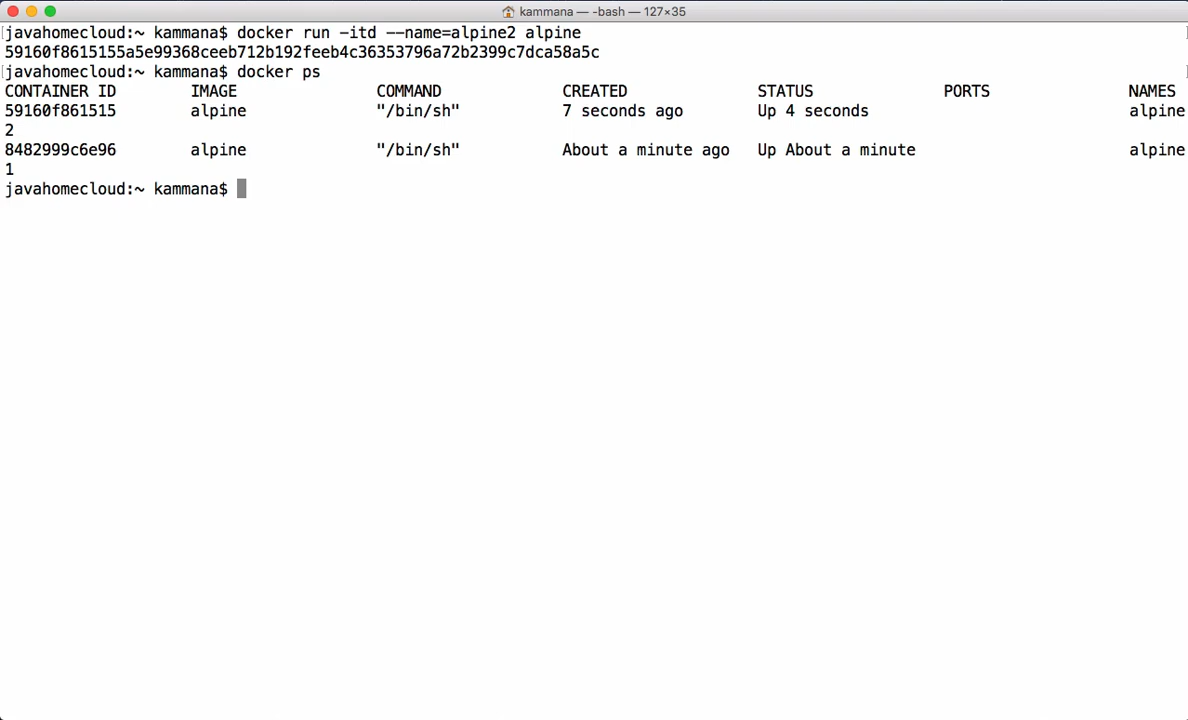 kammana — -bash — 127×35
javahomecloud:~ kammana$ docker run -itd --name=alpine2 alpine
59160f8615155a5e99368ceeb712b192feeb4c36353796a72b2399c7dca58a5c
javahomecloud:~ kammana$ docker ps
CONTAINER ID        IMAGE               COMMAND             CREATED              STATUS              PORTS               NAMES
59160f861515        alpine              "/bin/sh"           7 seconds ago        Up 4 seconds                            alpine
2
8482999c6e96        alpine              "/bin/sh"           About a minute ago   Up About a minute                       alpine
1
javahomecloud:~ kammana$